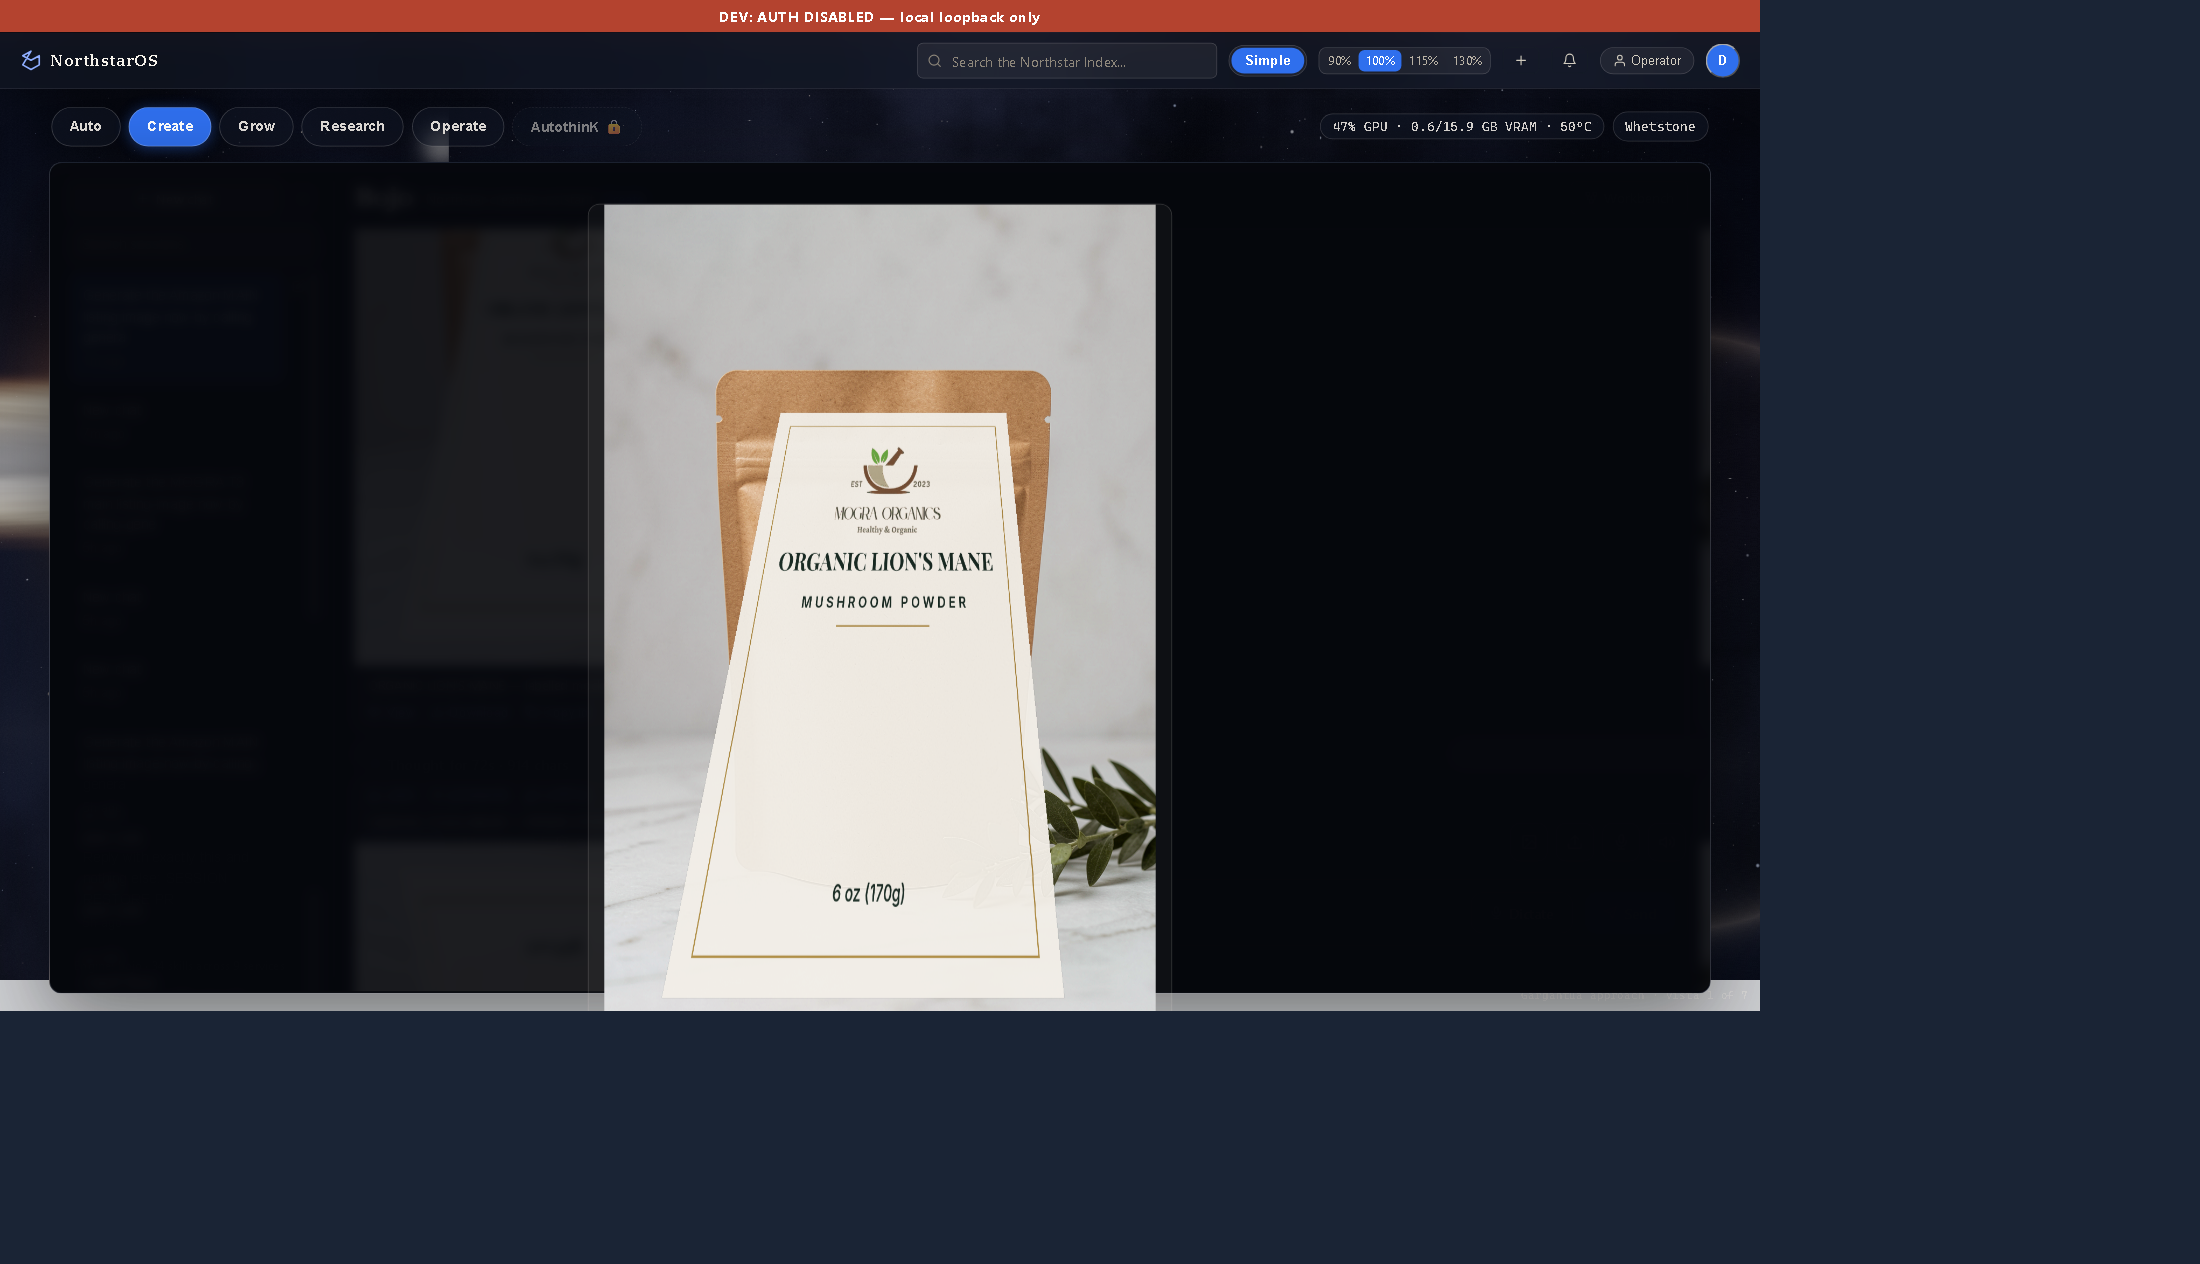 DEV: AUTH DISABLED — local loopback only
NorthstarOS
Search the Northstar Index...
Simple
90% 100% 115% 130%
+
Operator
D
Auto
Create
Grow
Research
Operate
AutothinK
47% GPU · 0.6/15.9 GB VRAM · 50°C
Whetstone
EST 2023
MOGRA ORGANICS
Healthy & Organic
ORGANIC LION'S MANE
MUSHROOM POWDER
6 oz (170g)
of 7